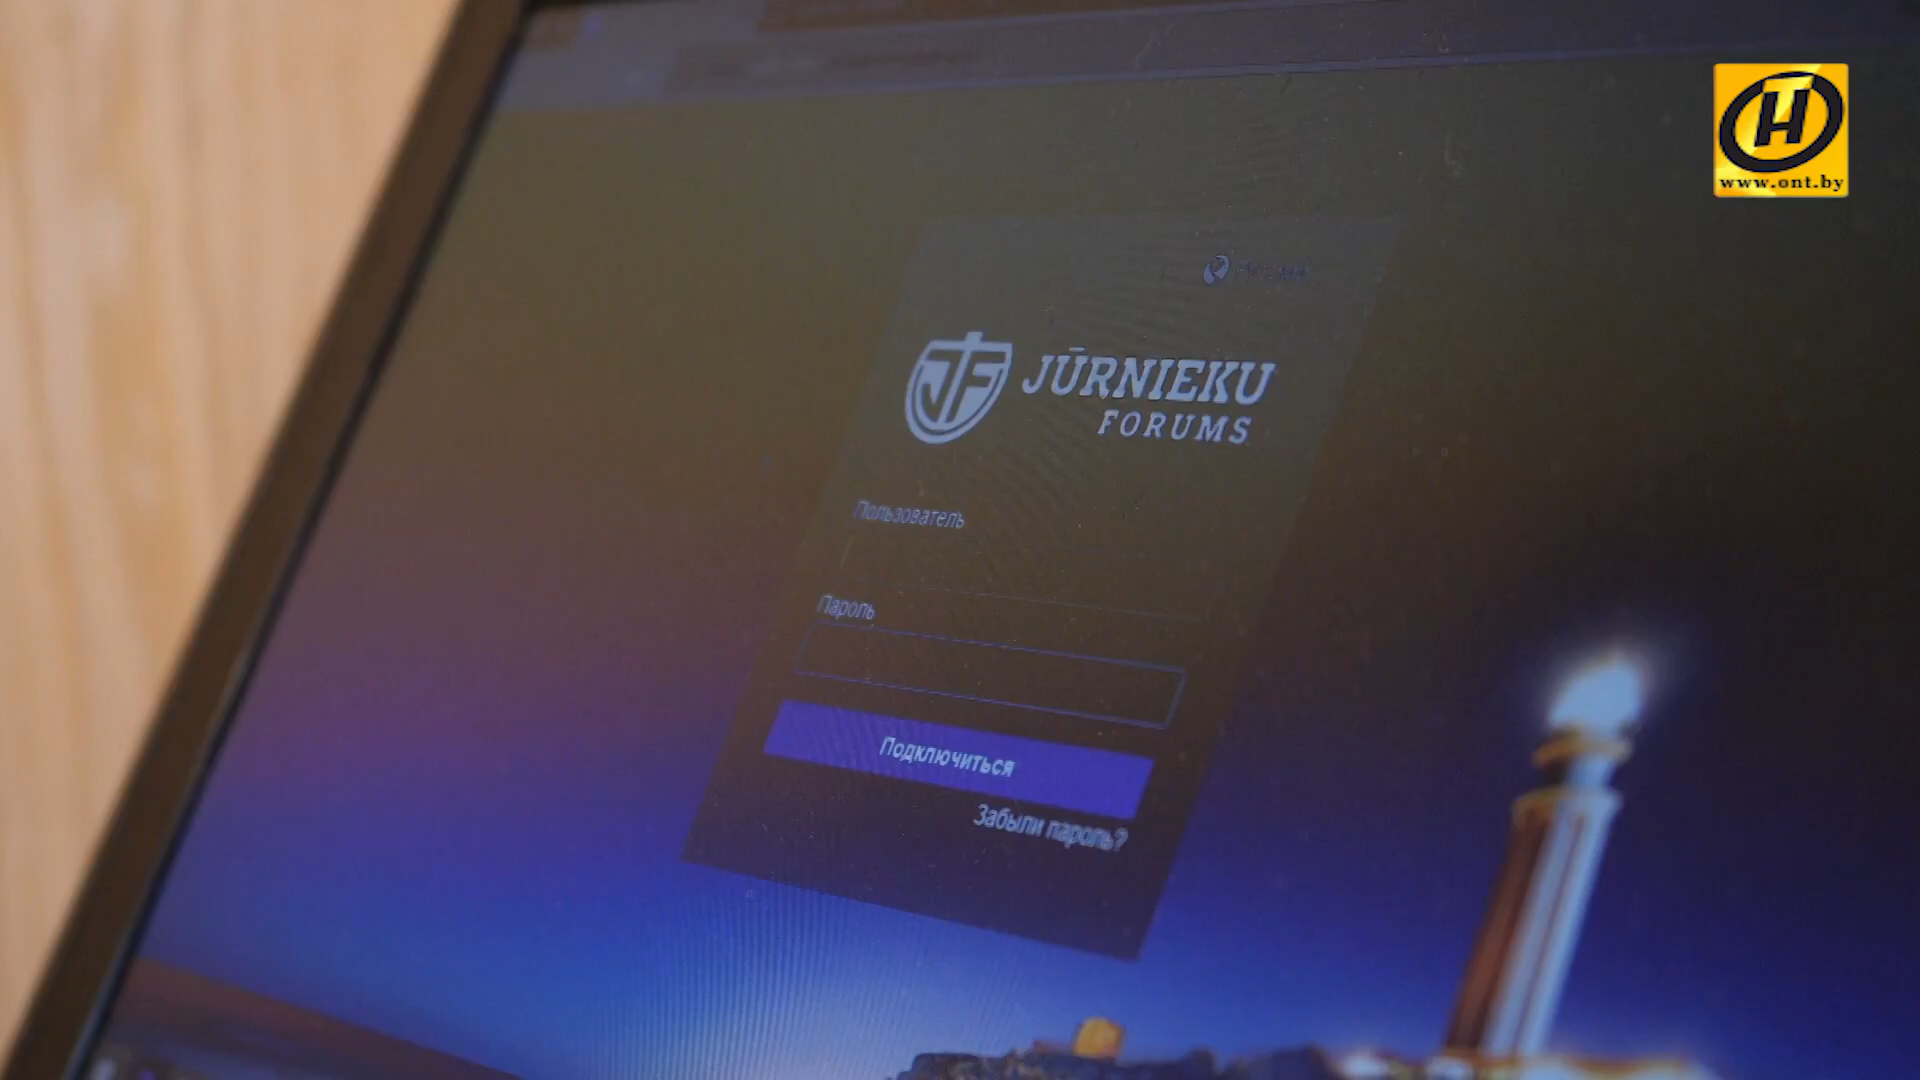 www.ont.by
JF JŪRNIEKU
FORUMS
Пользователь
Пароль
Подключиться
Забыли пароль?